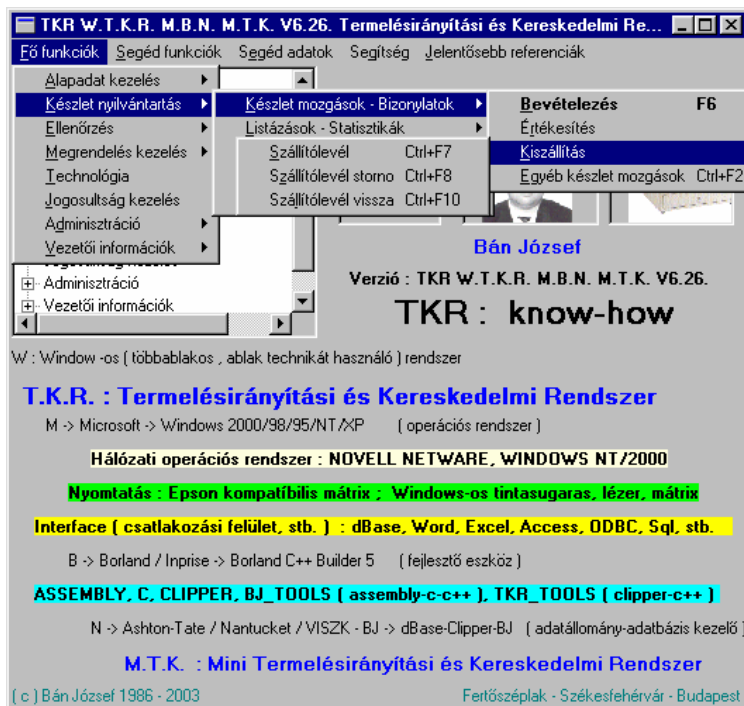 TKR W.T.K.R. M.B.N. M.T.K. V6.26. Termelésirányítási és Kereskedelmi Re...
Fő funkciók Segéd funkciók Segéd adatok Segítség Jelentősebb referenciák
Alapadat kezelés
Készlet nyilvántartás
Ellenőrzés
Megrendelés kezelés
Technológia
Jogosultság kezelés
Adminisztráció
Vezetői információk
Készlet mozgások - Bizonylatok
Listázások - Statisztikák
Bevételezés F6
Értékesítés
Kiszállítás
Egyéb készlet mozgások Ctrl+F2
Szállítólevél Ctrl+F7
Szállítólevél storno Ctrl+F8
Szállítólevél vissza Ctrl+F10
Adminisztráció
Vezetői információk
Bán József
Verzió : TKR W.T.K.R. M.B.N. M.T.K. V6.26.
TKR : know-how
W : Window -os ( többablakos , ablak technikát használó ) rendszer
T.K.R. : Termelésirányítási és Kereskedelmi Rendszer
M -> Microsoft -> Windows 2000/98/95/NT/XP ( operációs rendszer )
Hálózati operációs rendszer : NOVELL NETWARE, WINDOWS NT/2000
Nyomtatás : Epson kompatíbilis mátrix ; Windows-os tintasugaras, lézer, mátrix
Interface ( csatlakozási felület, stb. ) : dBase, Word, Excel, Access, ODBC, Sql, stb.
B -> Borland / Inprise -> Borland C++ Builder 5 ( fejlesztő eszköz )
ASSEMBLY, C, CLIPPER, BJ_TOOLS ( assembly-c-c++ ), TKR_TOOLS ( clipper-c++ )
N -> Ashton-Tate / Nantucket / VISZK - BJ -> dBase-Clipper-BJ ( adatállomány-adatbázis kezelő )
M.T.K. : Mini Termelésirányítási és Kereskedelmi Rendszer
( c ) Bán József 1986 - 2003 Fertőszéplak - Székesfehérvár - Budapest